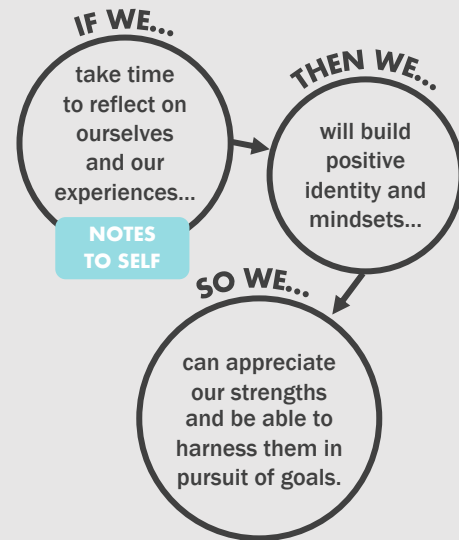 IF WE...
take time
to reflect on
ourselves
and our
experiences...
NOTES
TO SELF
THEN WE...
will build
positive
identity and
mindsets...
SO WE...
can appreciate
our strengths
and be able to
harness them in
pursuit of goals.